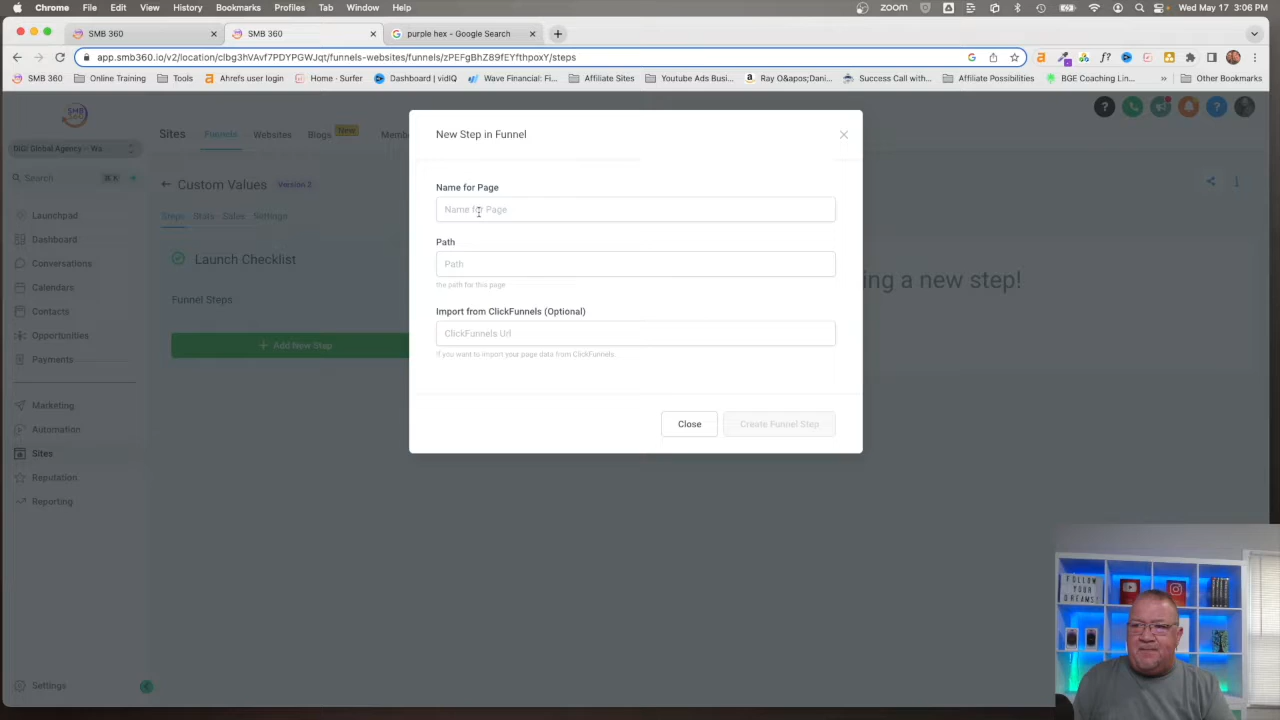 Chrome File Edit View History Bookmarks Profiles Tab Window Help
ZOOM Wed May 17 3:06 PM
SMB 360
SMB 360
purple hex - Google Search
app.smb360.io/v2/location/clbg3hVAvf7PDYPGWJqt/funnels-websites/funnels/zPEFgBhZ89fEYfthpoxY/steps
SMB 360 Online Training Tools Ahrefs user login Home - Surfer Dashboard | vidIQ Wave Financial: Fi... Affiliate Sites Youtube Ads Busi... Ray O&apos;Dani... Success Call with... Affiliate Possibilities BGE Coaching Lin... » Other Bookmarks
SMB 360
Sites Funnels Websites Blogs New Memb
DiGi Global Agency -- Wa
Search ⌘K
Launchpad
Dashboard
Conversations
Calendars
Contacts
Opportunities
Payments
Marketing
Automation
Sites
Reputation
Reporting
Settings
Custom Values Version 2
Steps Stats Sales Settings
Launch Checklist
Funnel Steps
+ Add New Step
ing a new step!
New Step in Funnel
Name for Page
Name for Page
Path
Path
the path for this page
Import from ClickFunnels (Optional)
ClickFunnels Url
If you want to import your page data from ClickFunnels.
Close
Create Funnel Step
FOLLOW
YOUR
DREAMS!